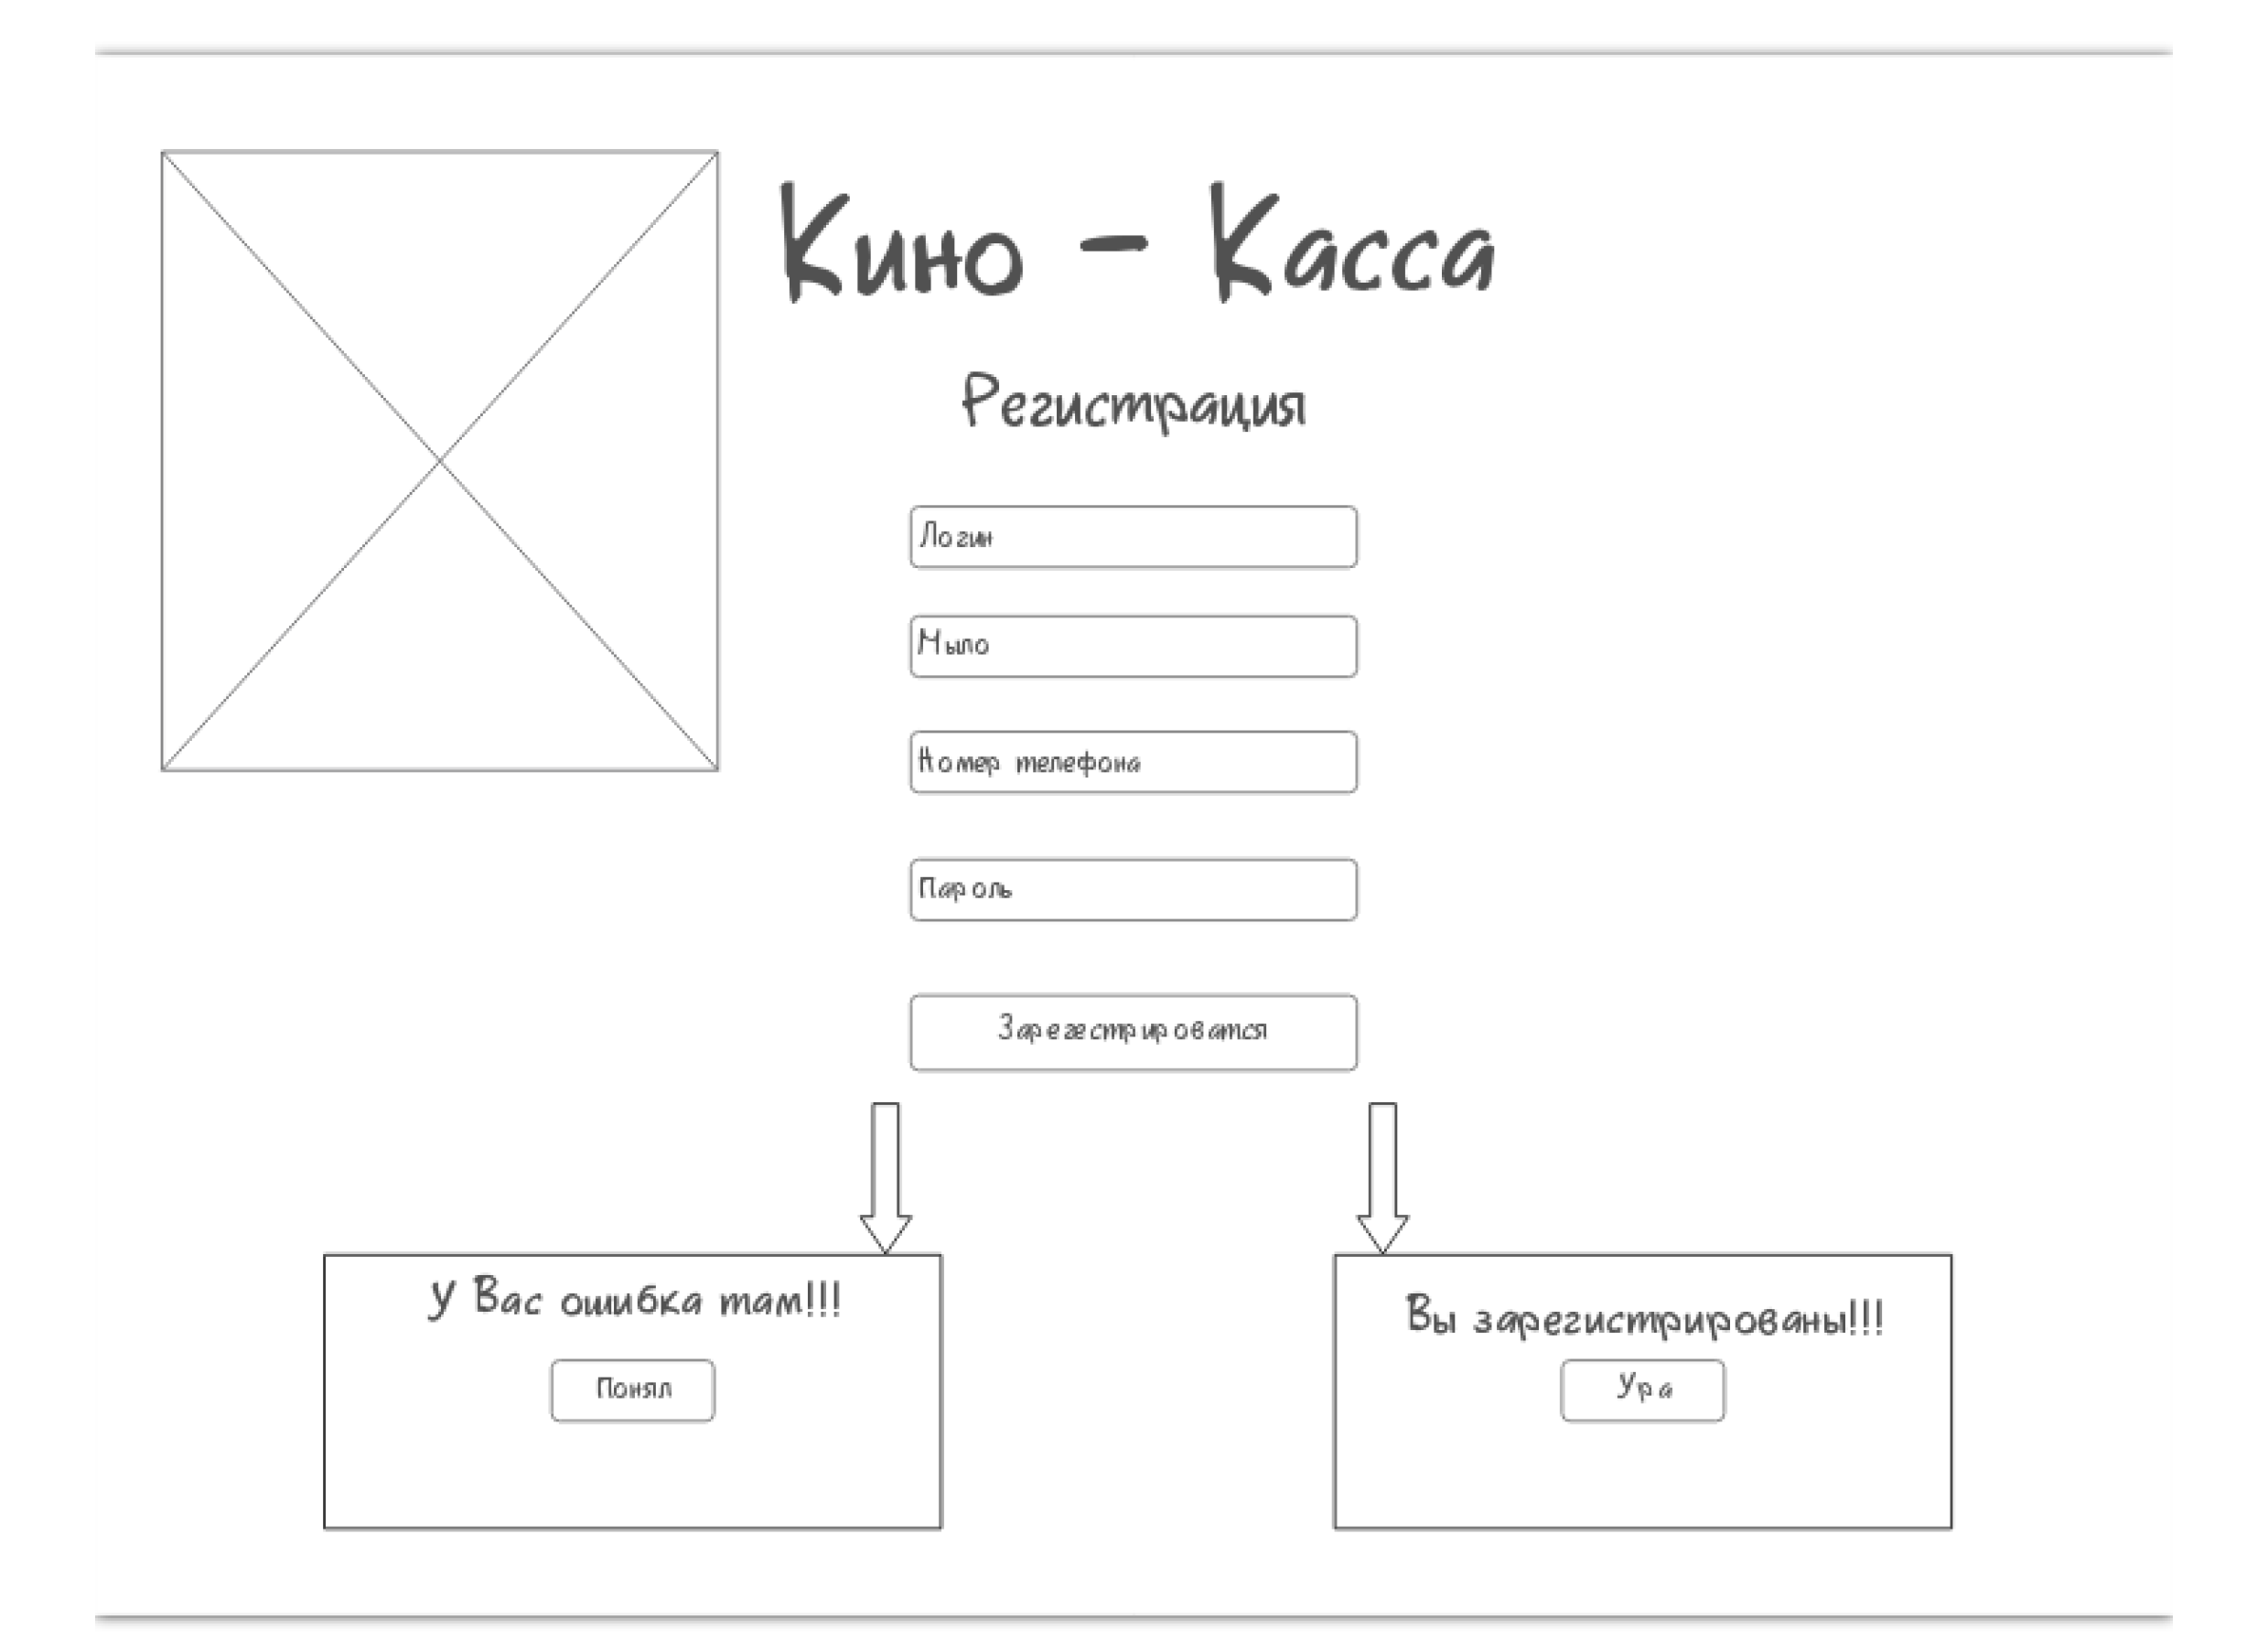 Кино - Касса
Регистрация
Логин
Мыло
Номер телефона
Пароль
Зарегестрироватся
У Вас ошибка там!!!
Понял
Вы зарегистрированы!!!
Ура